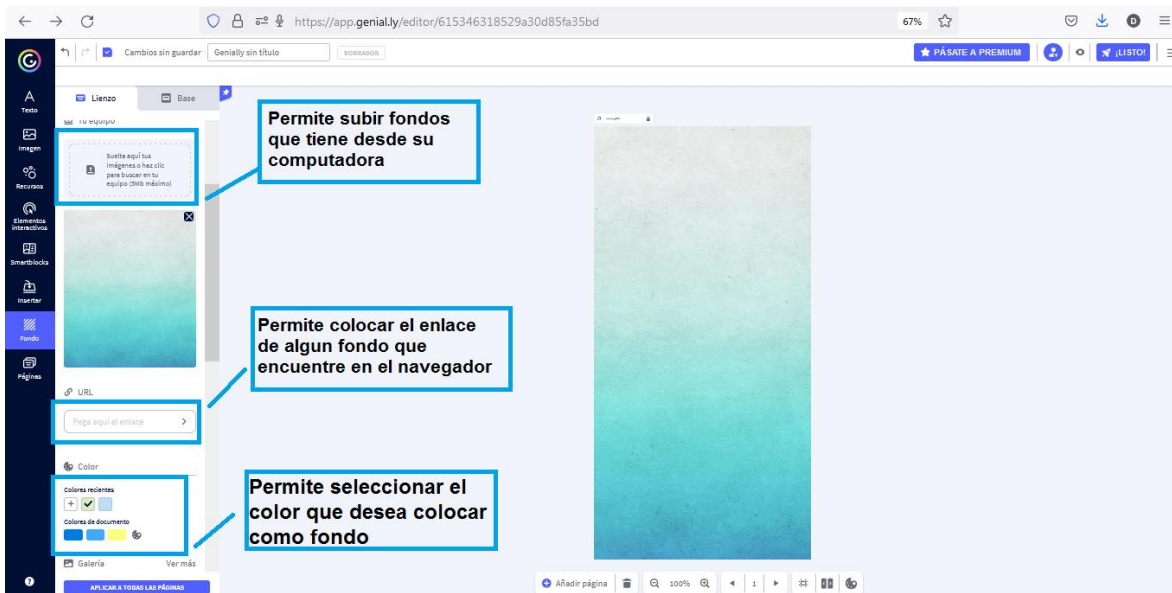 https://app.genial.ly/editor/615346318529a30d85fa35bd
67%
D
Cambios sin guardar
Genially sin título
BORRADOR
PÁSATE A PREMIUM
¡LISTO!
Texto
Imagen
Recursos
Elementos
interactivos
Smartblocks
Insertar
Fondo
Páginas
Lienzo
Base
Tu equipo
Suelta aquí tus
imágenes o haz clic
para buscar en tu
equipo (5Mb máximo)
Permite subir fondos
que tiene desde su
computadora
Permite colocar el enlace
de algun fondo que
encuentre en el navegador
URL
Pega aquí el enlace
Color
Colores recientes
Colores de documento
Permite seleccionar el
color que desea colocar
como fondo
Galería
Ver más
APLICAR A TODAS LAS PÁGINAS
Añadir página
100%
1